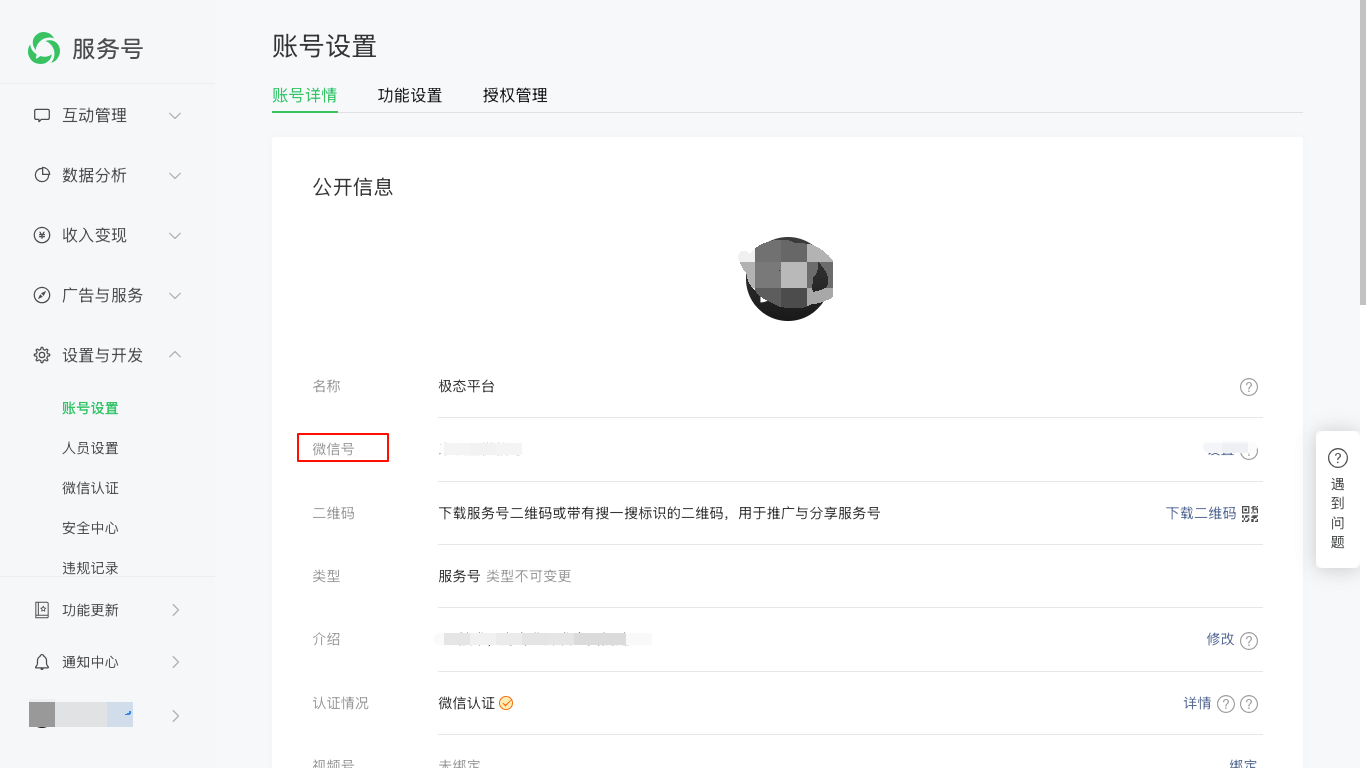 服务号
互动管理
数据分析
收入变现
广告与服务
设置与开发
账号设置
人员设置
微信认证
安全中心
违规记录
功能更新
通知中心
账号设置
账号详情 功能设置 授权管理
公开信息
名称 极态平台
微信号
二维码 下载服务号二维码或带有搜一搜标识的二维码，用于推广与分享服务号 下载二维码
类型 服务号 类型不可变更
介绍 修改
认证情况 微信认证 详情
视频号 未绑定 绑定
遇到问题